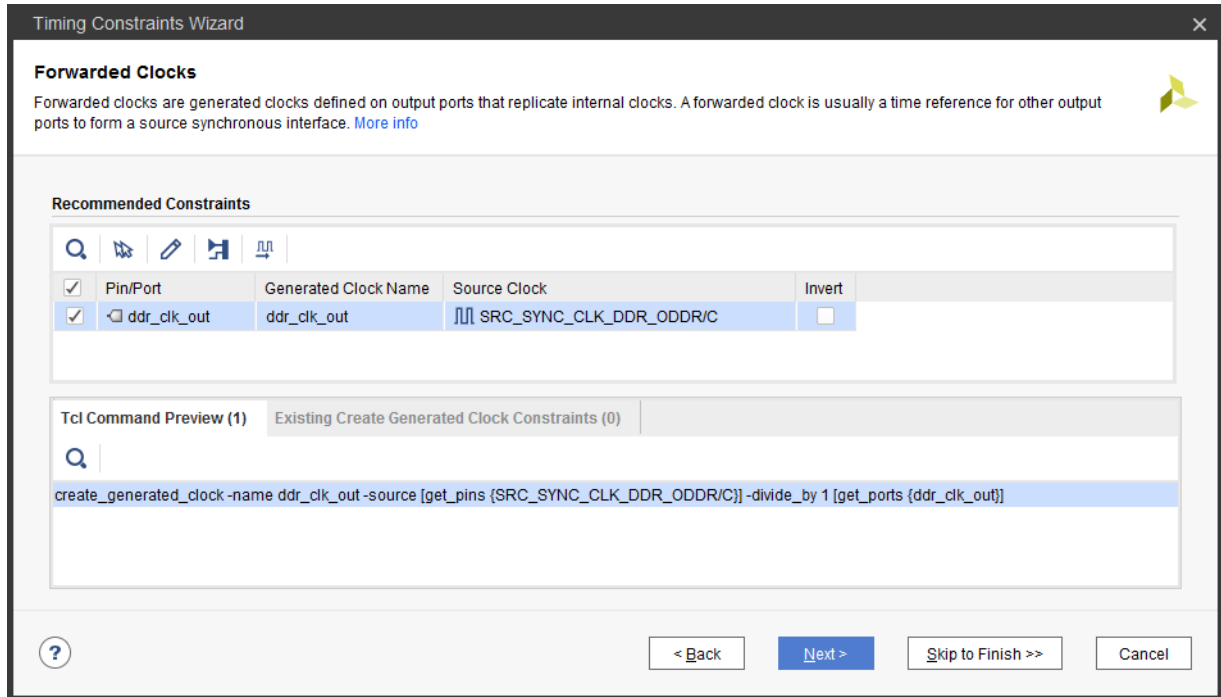 Timing Constraints Wizard
Forwarded Clocks
Forwarded clocks are generated clocks defined on output ports that replicate internal clocks. A forwarded clock is usually a time reference for other output
ports to form a source synchronous interface. More info
Recommended Constraints
Pin/Port Generated Clock Name Source Clock Invert
ddr_clk_out ddr_clk_out SRC_SYNC_CLK_DDR_ODDR/C
Tcl Command Preview (1) Existing Create Generated Clock Constraints (0)
create_generated_clock -name ddr_clk_out -source [get_pins {SRC_SYNC_CLK_DDR_ODDR/C}] -divide_by 1 [get_ports {ddr_clk_out}]
? < Back Next > Skip to Finish >> Cancel